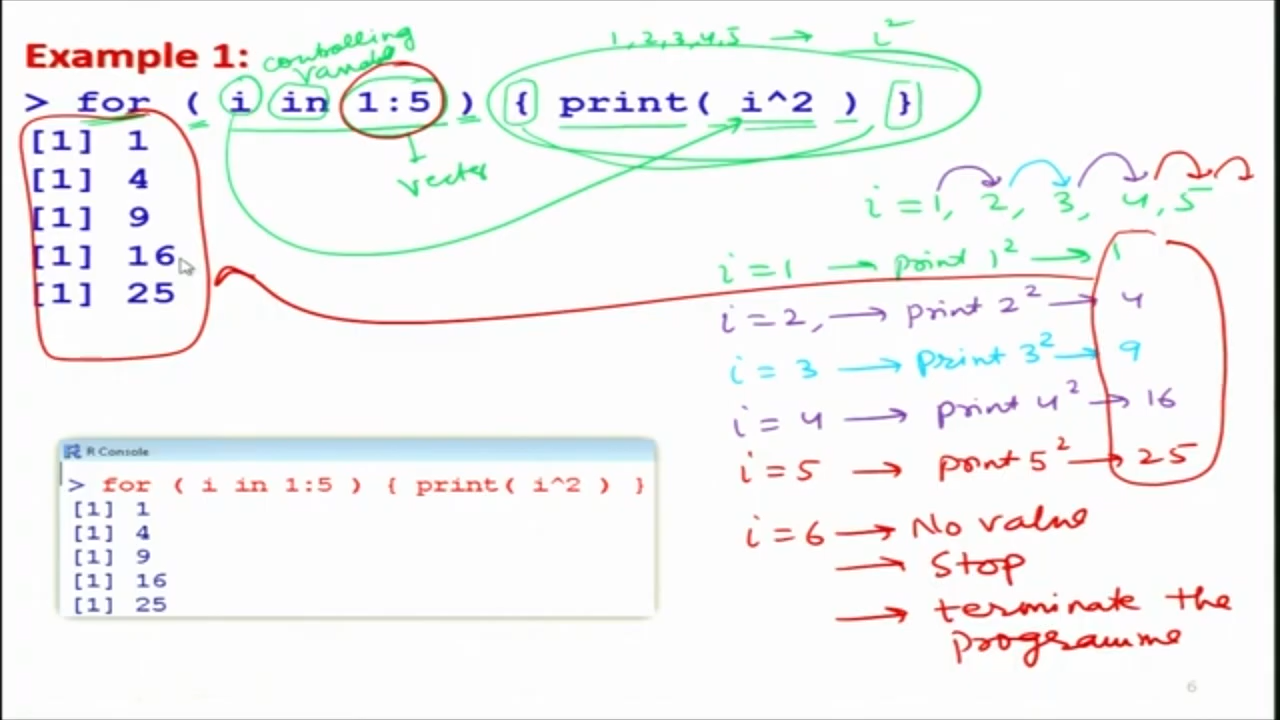 Example 1:
controlling
variable
1,2,3,4,5 → i²
> for ( i in 1:5 ) { print( i^2 ) }
[1] 1
[1] 4
[1] 9
[1] 16
[1] 25
vector
i = 1, 2, 3, 4, 5
i = 1 → print 1² → 1
i = 2, → print 2² → 4
i = 3 → print 3² → 9
i = 4 → print 4² → 16
i = 5 → print 5² → 25
i = 6 → No value
→ Stop
→ terminate the
programme
R Console
> for ( i in 1:5 ) { print( i^2 ) }
[1] 1
[1] 4
[1] 9
[1] 16
[1] 25
6